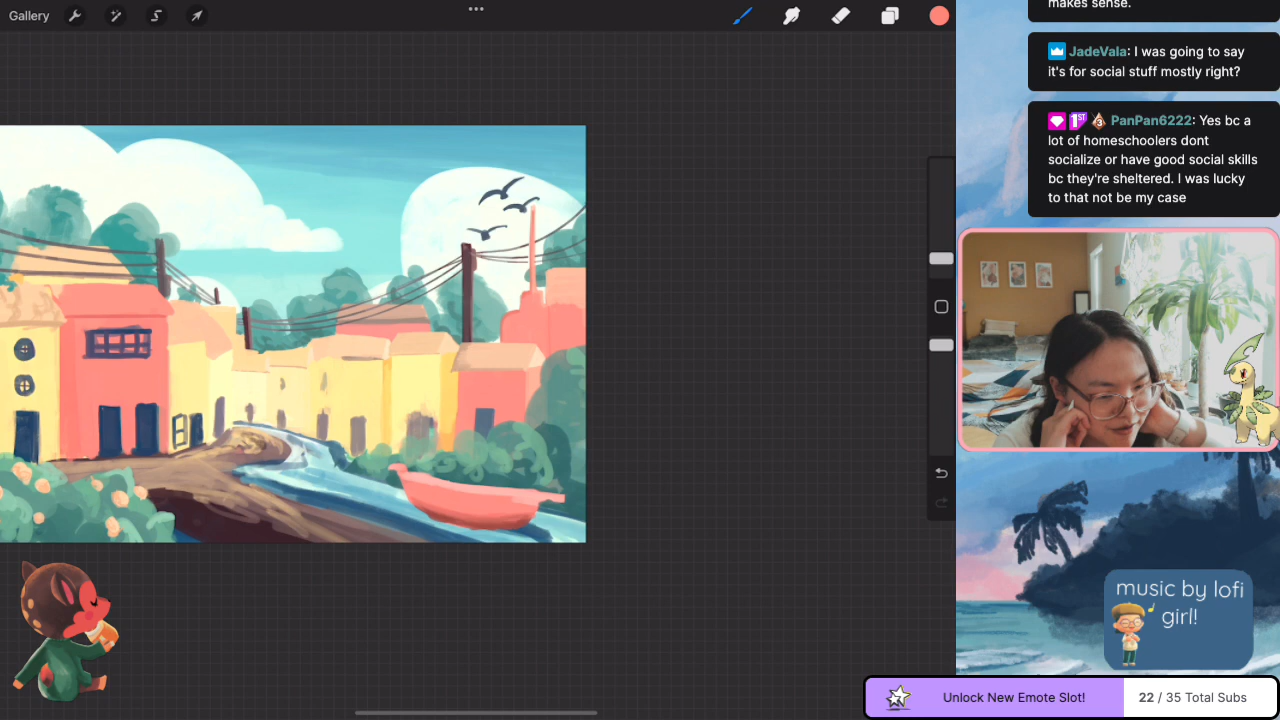 Gallery
makes sense.
JadeVala: I was going to say
it's for social stuff mostly right?
1ST 3 PanPan6222: Yes bc a
lot of homeschoolers dont
socialize or have good social skills
bc they're sheltered. I was lucky
to that not be my case
music by lofi
girl!
Unlock New Emote Slot!
22 / 35 Total Subs